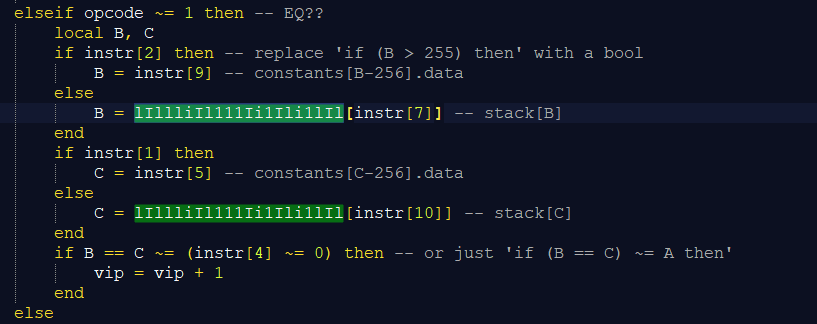 elseif opcode ~= 1 then -- EQ??
local B, C
if instr[2] then -- replace 'if (B > 255) then' with a bool
B = instr[9] -- constants[B-256].data
else
B = lIllliIl111Ii1Ili1lIl[instr[7]] -- stack[B]
end
if instr[1] then
C = instr[5] -- constants[C-256].data
else
C = lIllliIl111Ii1Ili1lIl[instr[10]] -- stack[C]
end
if B == C ~= (instr[4] ~= 0) then -- or just 'if (B == C) ~= A then'
vip = vip + 1
end
else